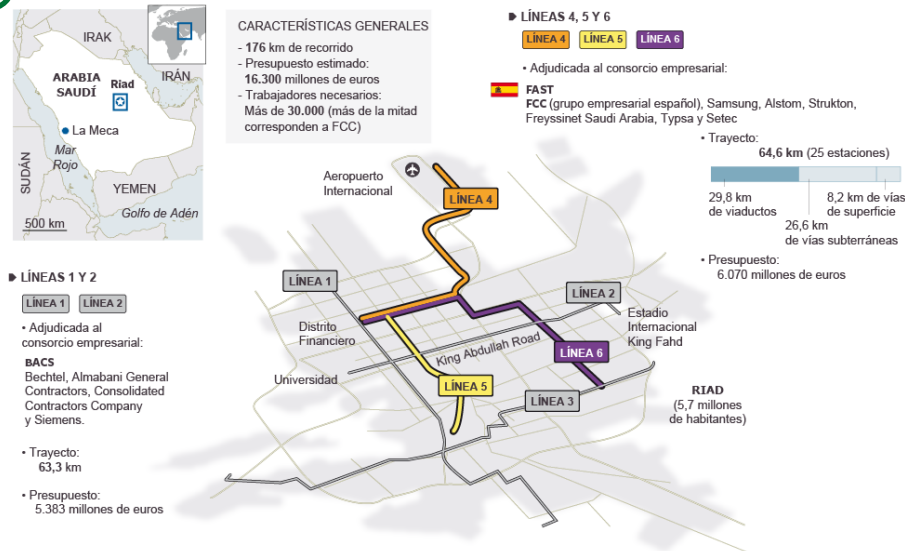 IRAK
ARABIA
SAUDÍ
Riad
IRÁN
La Meca
Mar
Rojo
SUDÁN
YEMEN
Golfo de Adén
500 km
CARACTERÍSTICAS GENERALES
- 176 km de recorrido
- Presupuesto estimado:
16.300 millones de euros
- Trabajadores necesarios:
Más de 30.000 (más de la mitad
corresponden a FCC)
LÍNEAS 4, 5 Y 6
LÍNEA 4 LÍNEA 5 LÍNEA 6
• Adjudicada al consorcio empresarial:
FAST
FCC (grupo empresarial español), Samsung, Alstom, Strukton,
Freyssinet Saudi Arabia, Typsa y Setec
• Trayecto:
64,6 km (25 estaciones)
29,8 km
de viaductos
8,2 km de vías
de superficie
26,6 km
de vías subterráneas
• Presupuesto:
6.070 millones de euros
Aeropuerto
Internacional
LÍNEA 4
LÍNEA 1
LÍNEA 2
Estadio
Internacional
King Fahd
Distrito
Financiero
King Abdullah Road
LÍNEA 6
Universidad
LÍNEA 5
LÍNEA 3
RIAD
(5,7 millones
de habitantes)
LÍNEAS 1 Y 2
LÍNEA 1 LÍNEA 2
• Adjudicada al
consorcio empresarial:
BACS
Bechtel, Almabani General
Contractors, Consolidated
Contractors Company
y Siemens.
• Trayecto:
63,3 km
• Presupuesto:
5.383 millones de euros